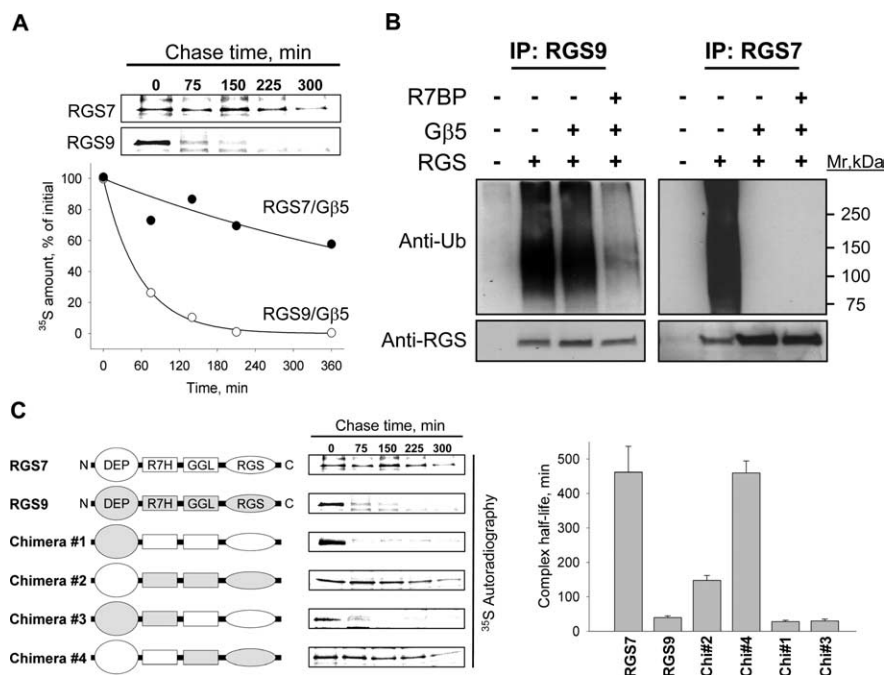 A
Chase time, min
0 75 150 225 300
RGS7
RGS9
100
80
60
40
20
0
³⁵S amount, % of initial
RGS7/Gβ5
RGS9/Gβ5
0 60 120 180 240 300 360
Time, min
B
IP: RGS9 IP: RGS7
R7BP - - - + - - - +
Gβ5 - - + + - - + +
RGS - + + + - + + + Mr,kDa
Anti-Ub
250
150
100
75
Anti-RGS
C
Chase time, min
0 75 150 225 300
RGS7 N DEP R7H GGL RGS C
RGS9 N DEP R7H GGL RGS C
Chimera #1
Chimera #2
Chimera #3
Chimera #4
³⁵S Autoradiography
Complex half-life, min
500
400
300
200
100
0
RGS7 RGS9 Chi#2 Chi#4 Chi#1 Chi#3